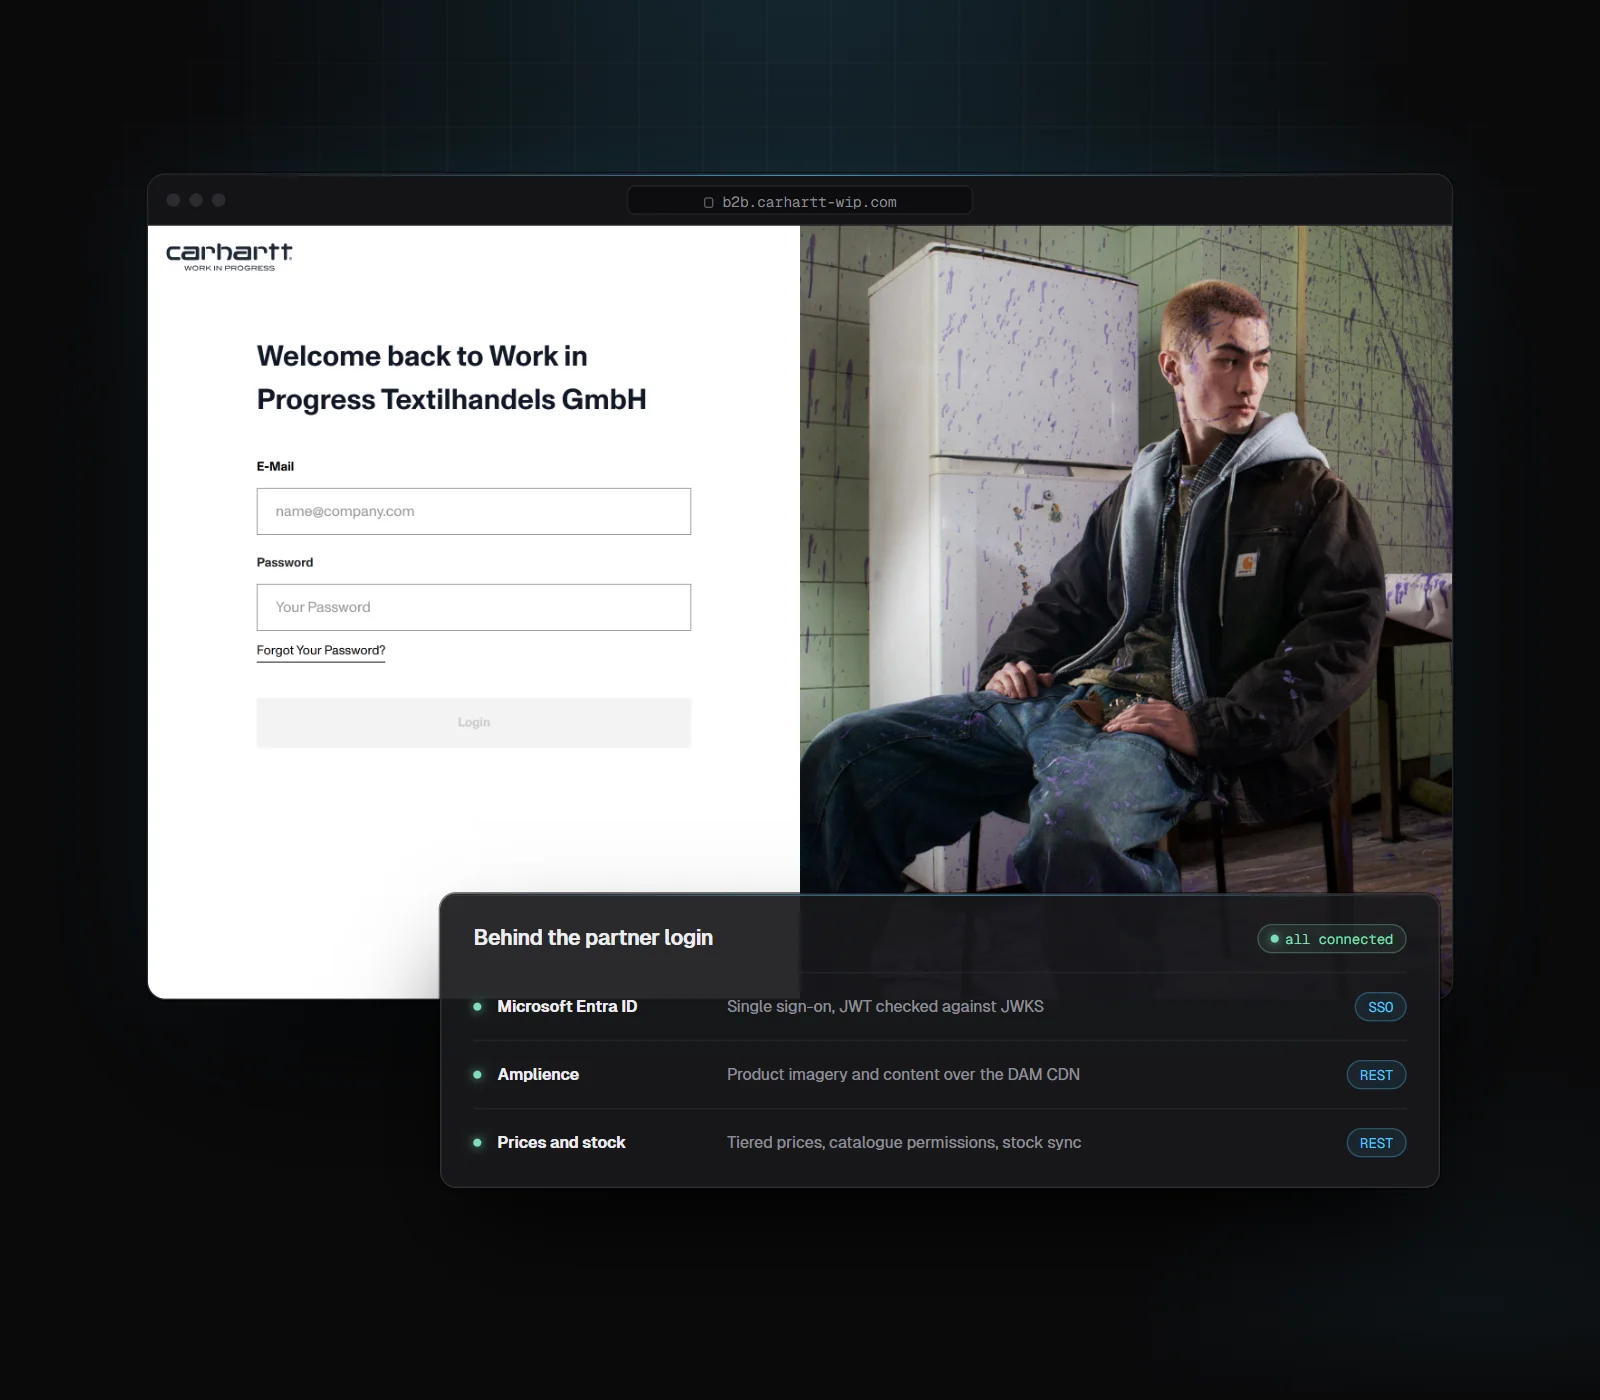 b2b.carhartt-wip.com
carhartt
WORK IN PROGRESS
Welcome back to Work in
Progress Textilhandels GmbH
E-Mail
name@company.com
Password
Your Password
Forgot Your Password?
Login
Behind the partner login
all connected
Microsoft Entra ID
Single sign-on, JWT checked against JWKS
SSO
Amplience
Product imagery and content over the DAM CDN
REST
Prices and stock
Tiered prices, catalogue permissions, stock sync
REST